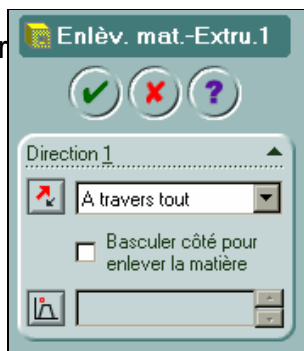 r
Enlèv. mat.-Extru.1
?
Direction 1
A travers tout
Basculer côté pour
enlever la matière